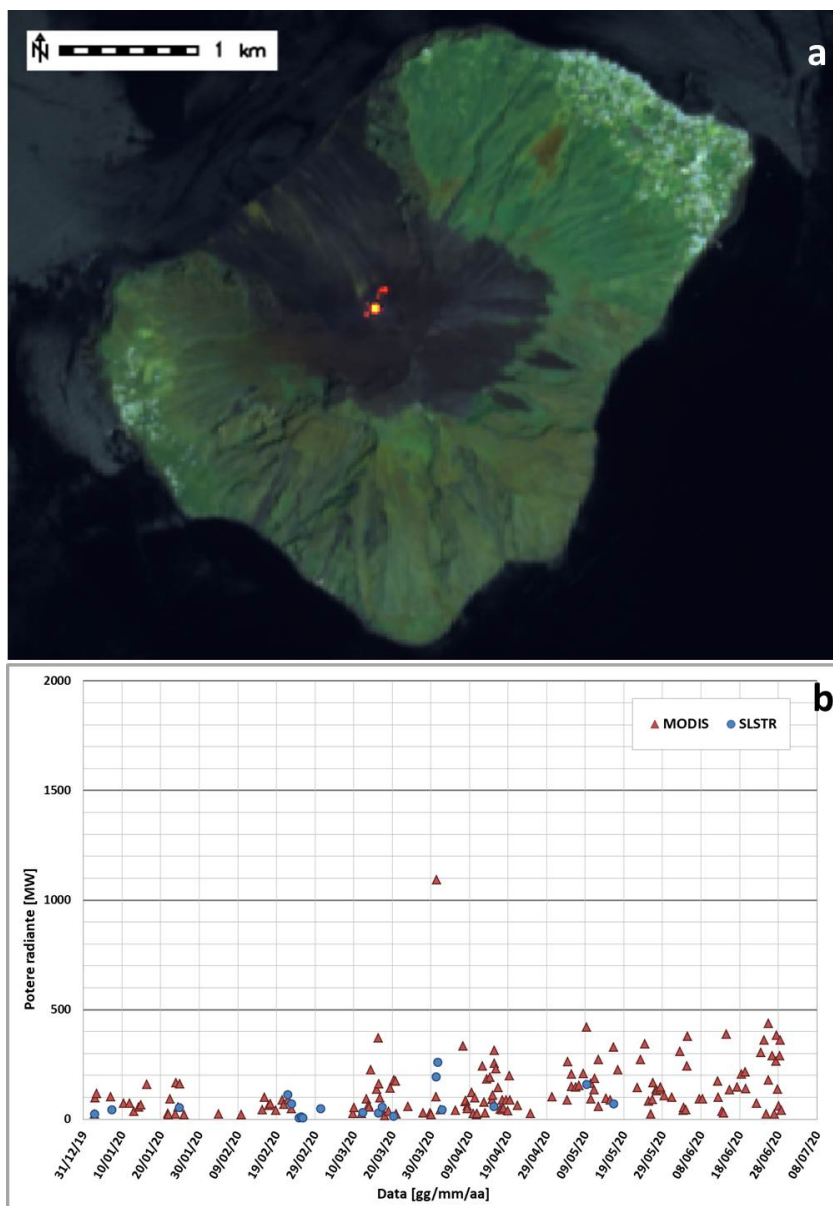 N
1 km
a
b
2000
1500
1000
500
0
Potere radiante [MW]
MODIS SLSTR
31/12/19 10/01/20 20/01/20 30/01/20 09/02/20 19/02/20 29/02/20 10/03/20 20/03/20 30/03/20 09/04/20 19/04/20 29/04/20 09/05/20 19/05/20 29/05/20 08/06/20 18/06/20 28/06/20 08/07/20
Data [gg/mm/aa]